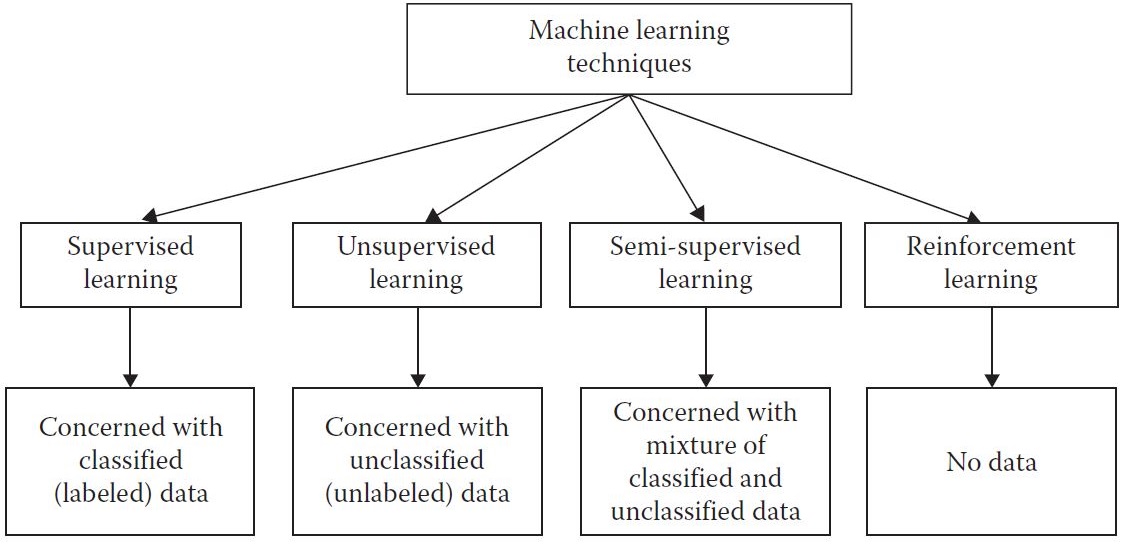 Machine learning
techniques
Supervised
learning
Unsupervised
learning
Semi-supervised
learning
Reinforcement
learning
Concerned with
classified
(labeled) data
Concerned with
unclassified
(unlabeled) data
Concerned with
mixture of
classified and
unclassified data
No data